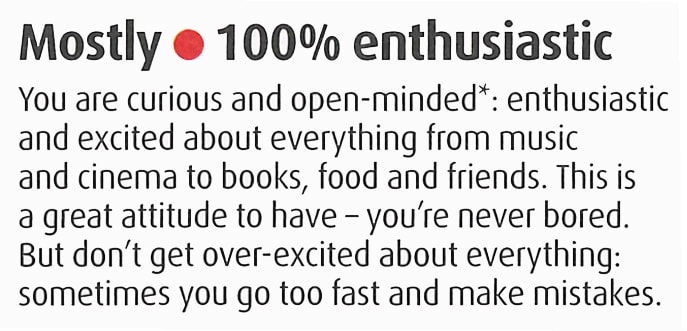 Mostly ● 100% enthusiastic
You are curious and open-minded*: enthusiastic
and excited about everything from music
and cinema to books, food and friends. This is
a great attitude to have – you're never bored.
But don't get over-excited about everything:
sometimes you go too fast and make mistakes.